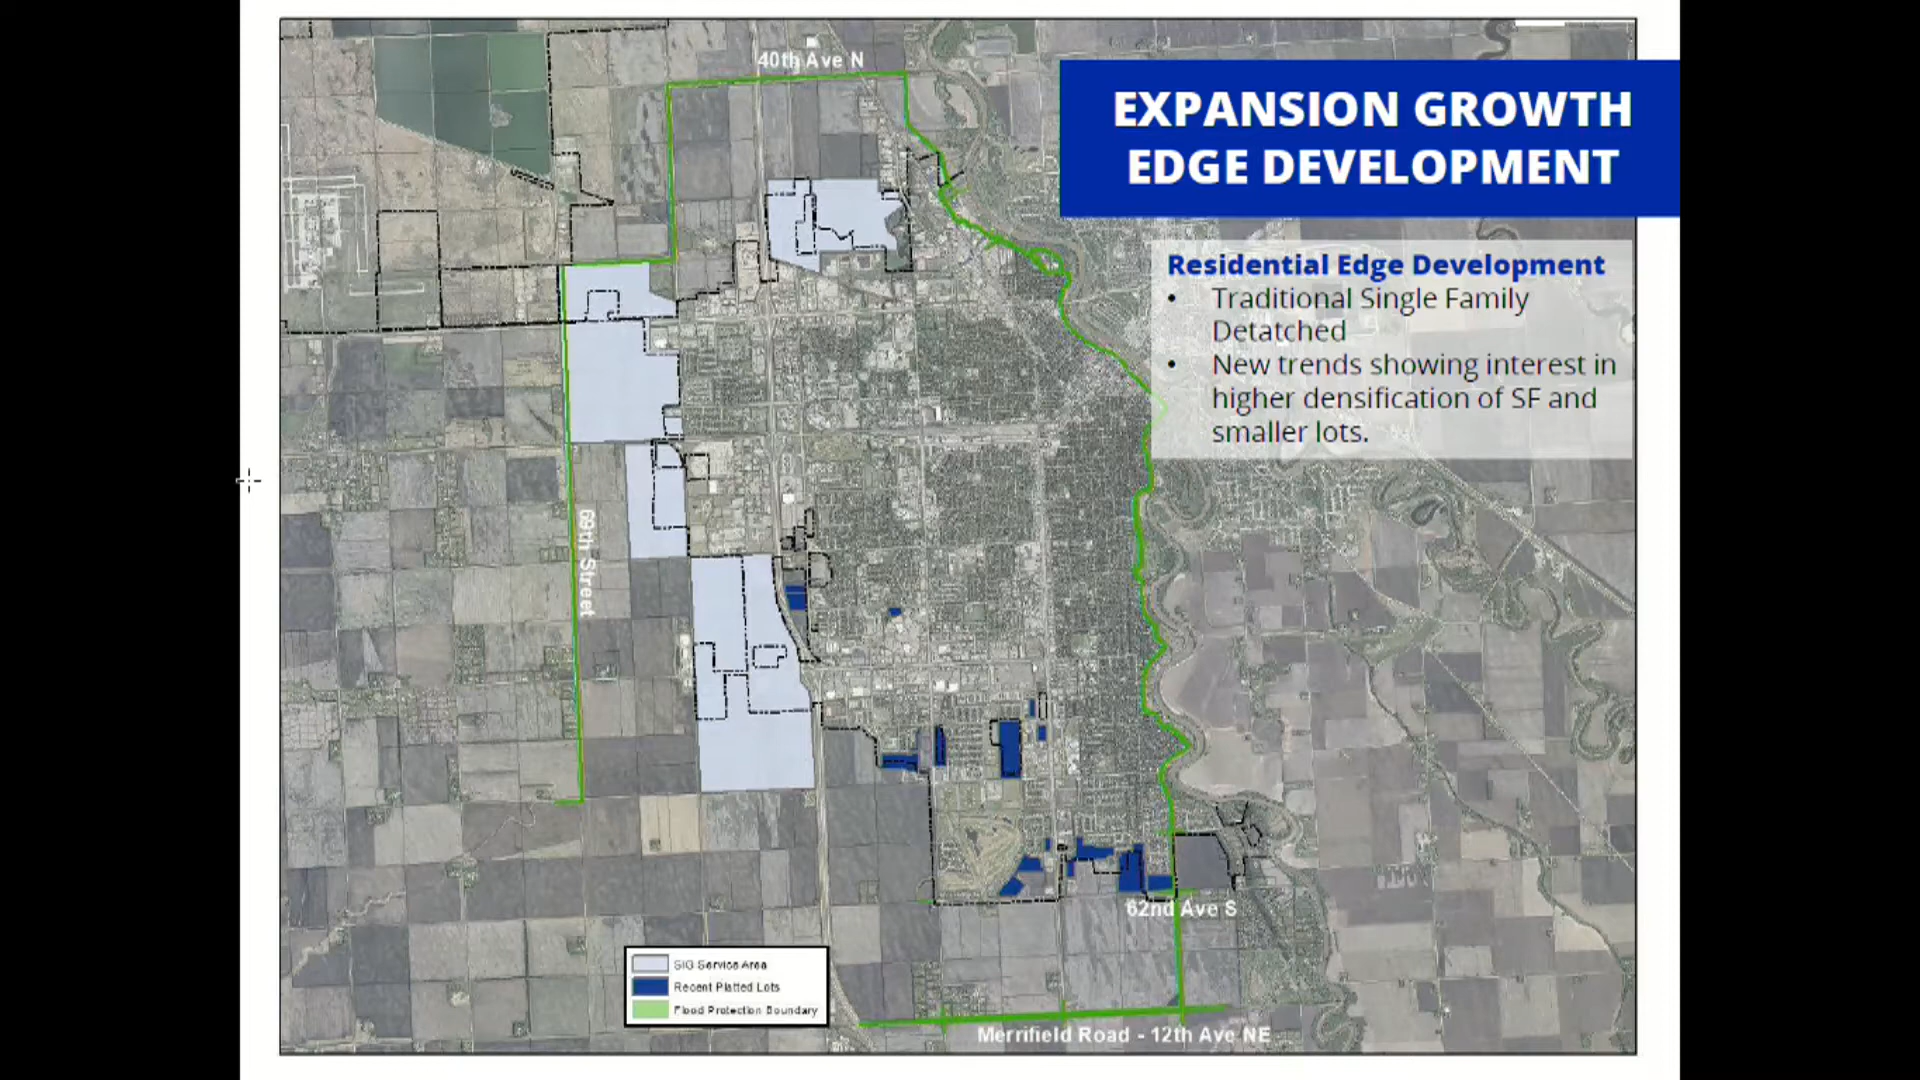 40th Ave N
EXPANSION GROWTH
EDGE DEVELOPMENT
Residential Edge Development
• Traditional Single Family
Detatched
• New trends showing interest in
higher densification of SF and
smaller lots.
69th Street
62nd Ave S
SIG Service Area
Recent Platted Lots
Flood Protection Boundary
Merrifield Road - 12th Ave NE